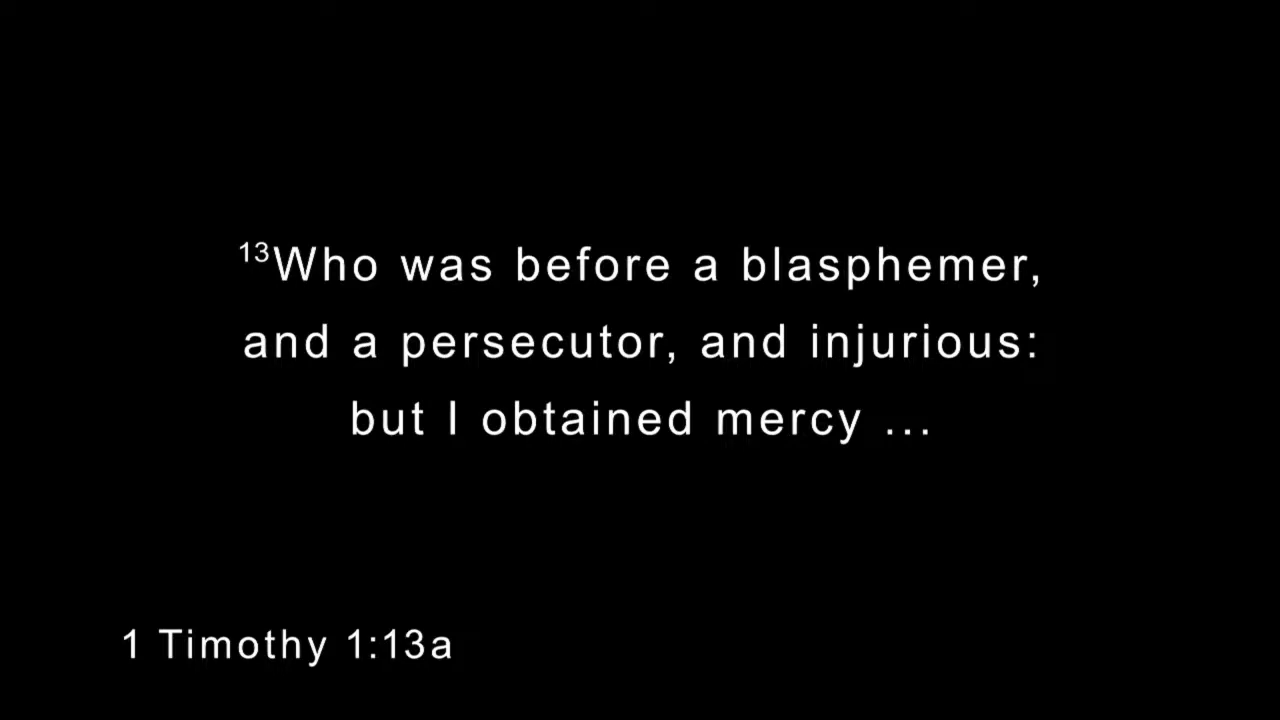 ¹³Who was before a blasphemer,
and a persecutor, and injurious:
but I obtained mercy ...
1 Timothy 1:13a